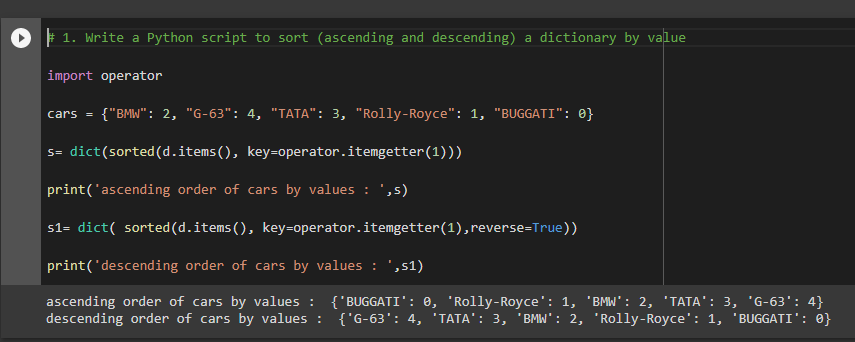 # 1. Write a Python script to sort (ascending and descending) a dictionary by value
import operator
cars = {"BMW": 2, "G-63": 4, "TATA": 3, "Rolly-Royce": 1, "BUGGATI": 0}
s= dict(sorted(d.items(), key=operator.itemgetter(1)))
print('ascending order of cars by values : ',s)
s1= dict( sorted(d.items(), key=operator.itemgetter(1),reverse=True))
print('descending order of cars by values : ',s1)
ascending order of cars by values :  {'BUGGATI': 0, 'Rolly-Royce': 1, 'BMW': 2, 'TATA': 3, 'G-63': 4}
descending order of cars by values :  {'G-63': 4, 'TATA': 3, 'BMW': 2, 'Rolly-Royce': 1, 'BUGGATI': 0}